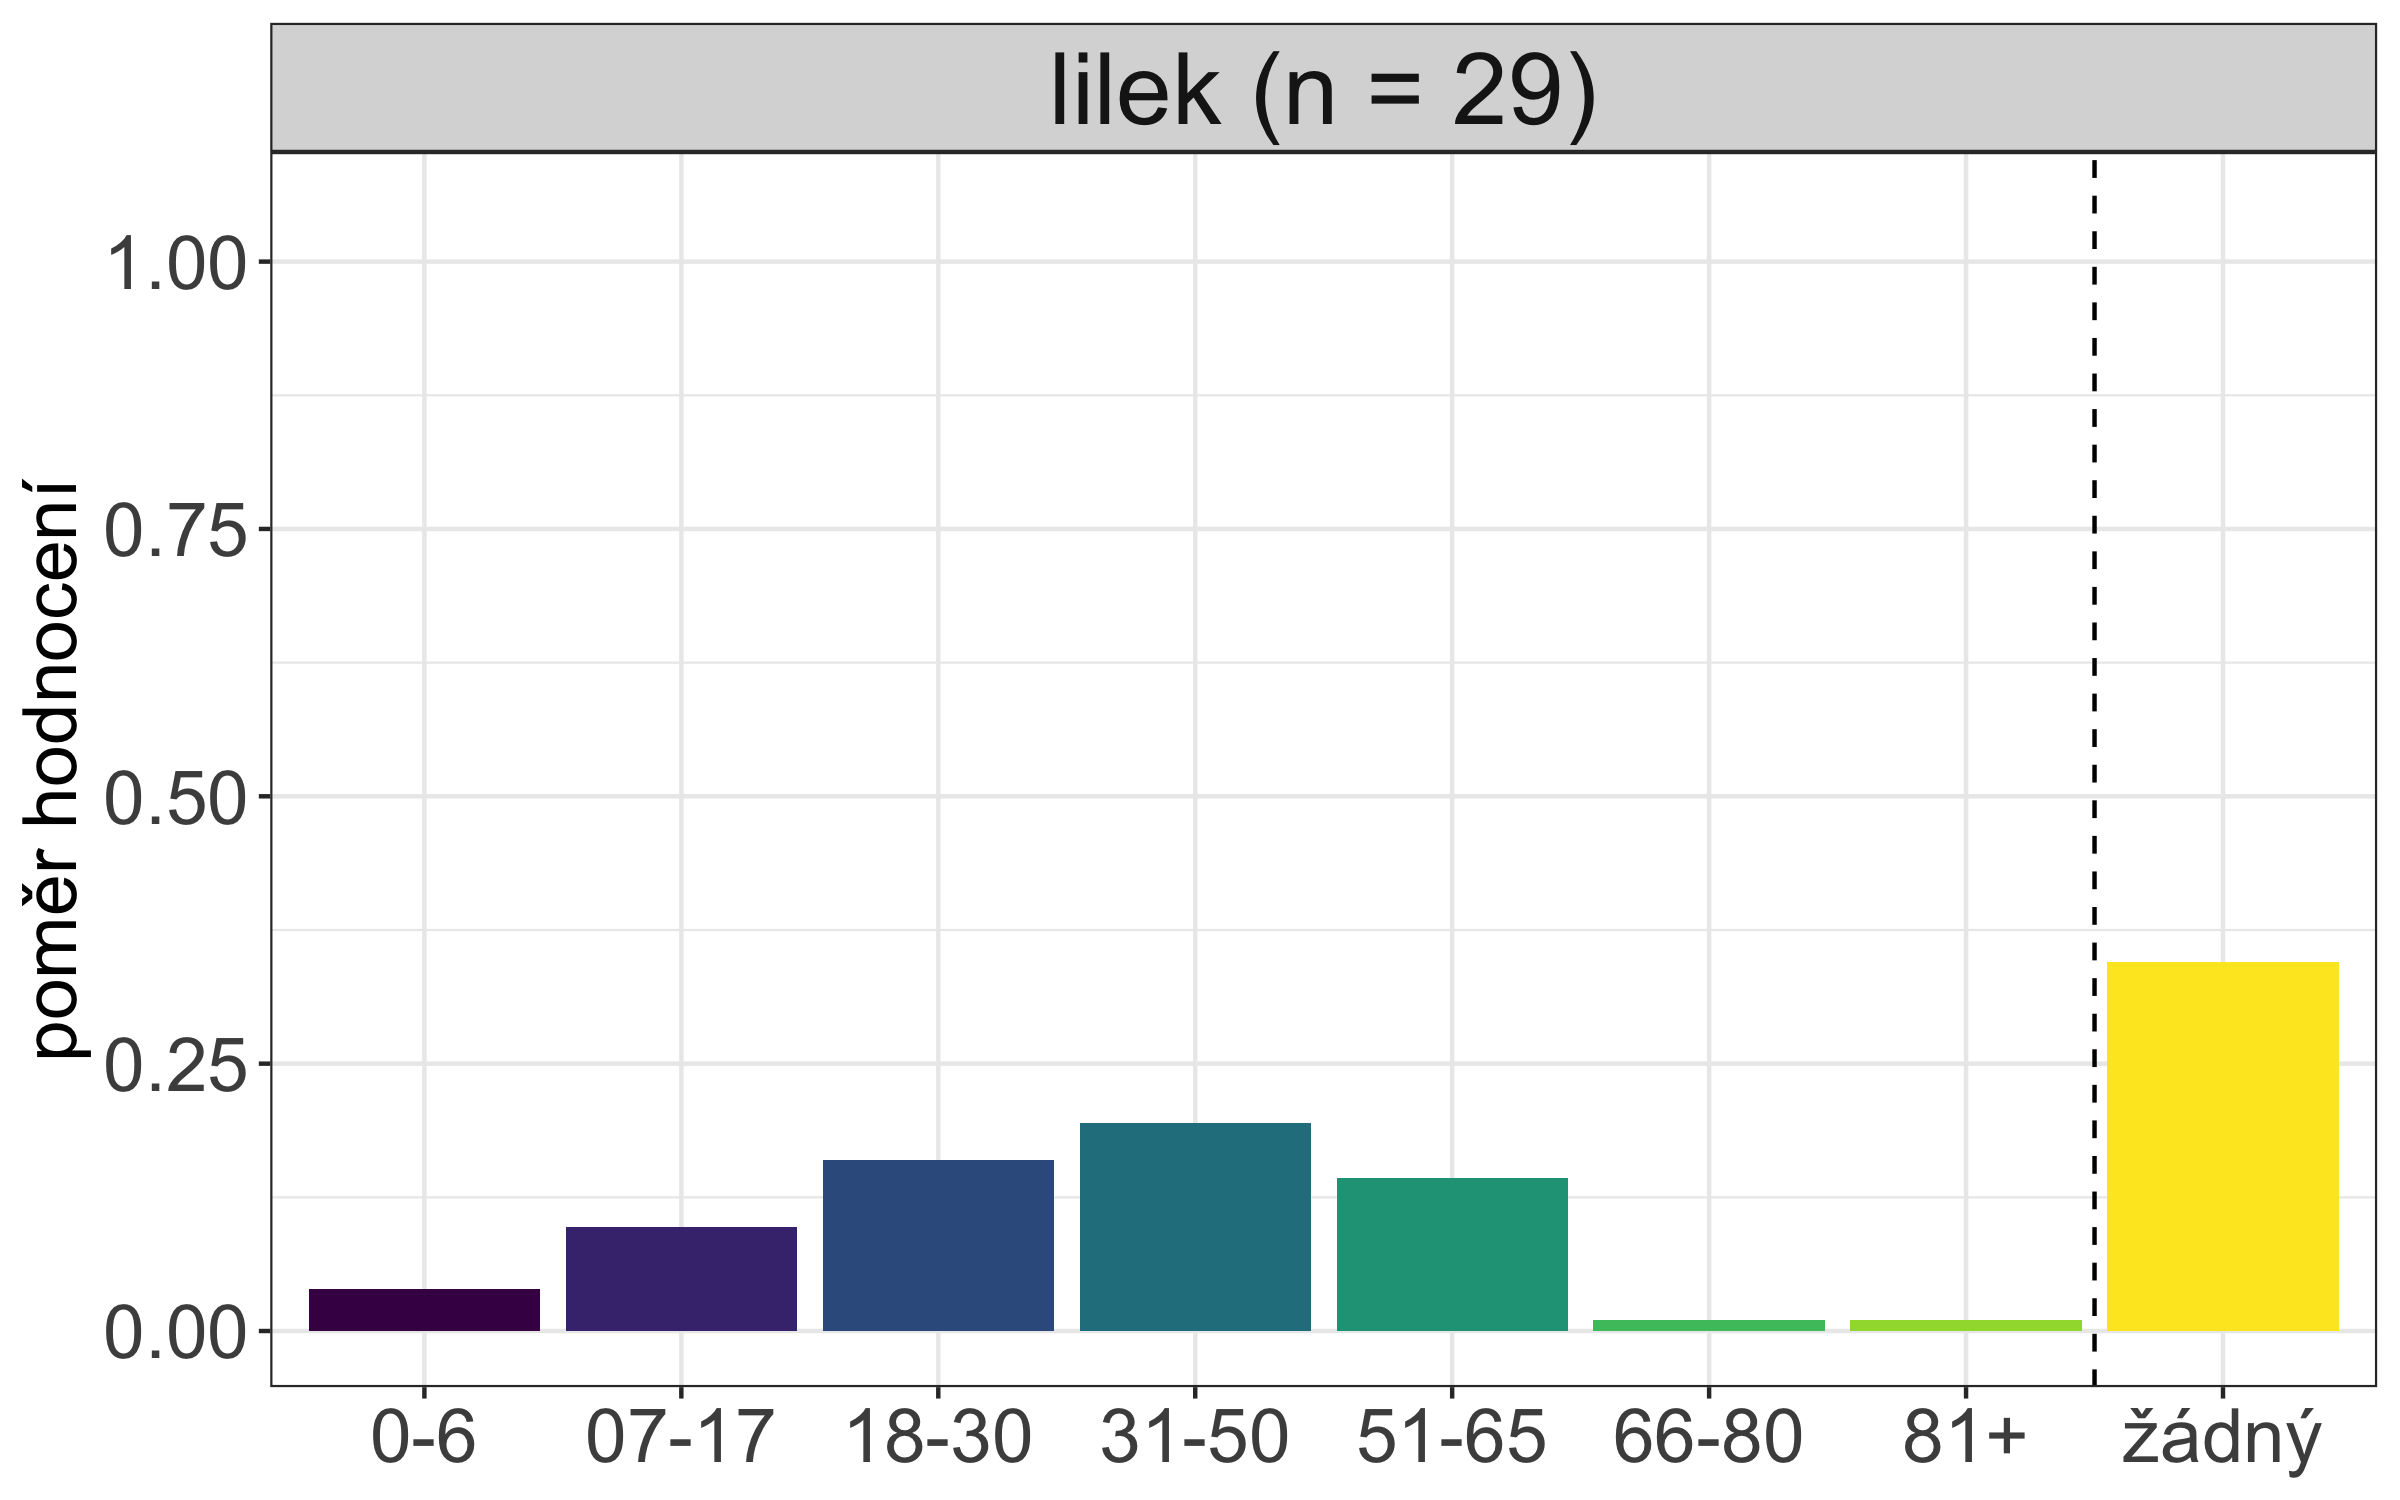 lilek (n = 29)
poměr hodnocení
1.00
0.75
0.50
0.25
0.00
0-6 07-17 18-30 31-50 51-65 66-80 81+ žádný